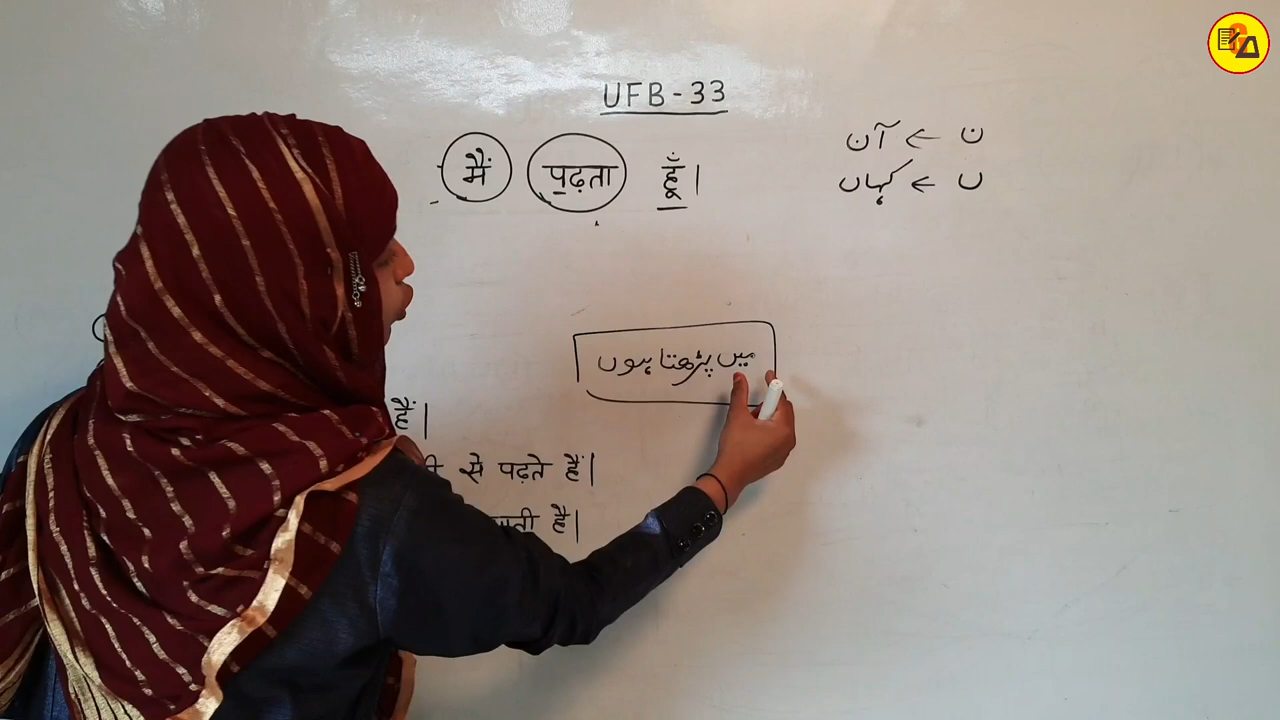 UFB-33
मैं पढ़ता हूँ।
ن ← آن
ں ← کہاں
میں پڑھتا ہوں
हैं।
से पढ़ते हैं।
हैं।